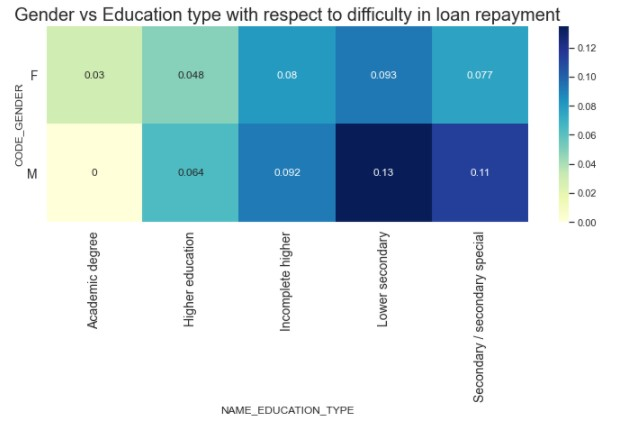 Gender vs Education type with respect to difficulty in loan repayment
CODE_GENDER
F
0.03 0.048 0.08 0.093 0.077
M
0 0.064 0.092 0.13 0.11
0.12
0.10
0.08
0.06
0.04
0.02
0.00
Academic degree
Higher education
Incomplete higher
Lower secondary
Secondary / secondary special
NAME_EDUCATION_TYPE